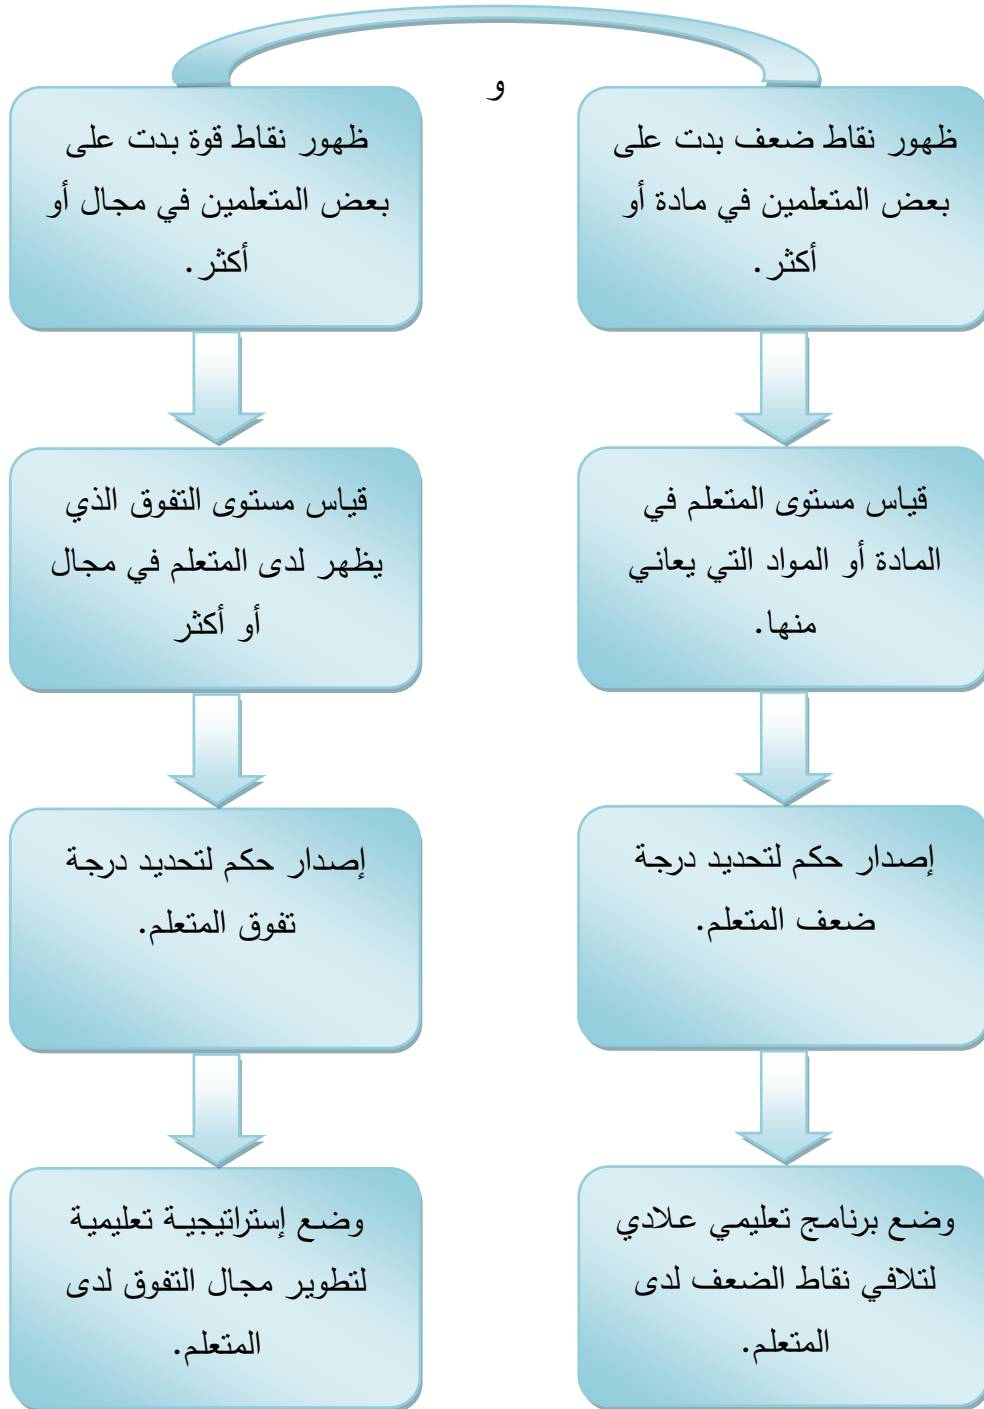 و
ظهور نقاط ضعف بدت على
بعض المتعلمين في مادة أو
أكثر.
قياس مستوى المتعلم في
المادة أو المواد التي يعاني
منها.
إصدار حكم لتحديد درجة
ضعف المتعلم.
وضع برنامج تعليمي علادي
لتلافي نقاط الضعف لدى
المتعلم.
ظهور نقاط قوة بدت على
بعض المتعلمين في مجال أو
أكثر.
قياس مستوى التفوق الذي
يظهر لدى المتعلم في مجال
أو أكثر
إصدار حكم لتحديد درجة
تفوق المتعلم.
وضع إستراتيجية تعليمية
لتطوير مجال التفوق لدى
المتعلم.